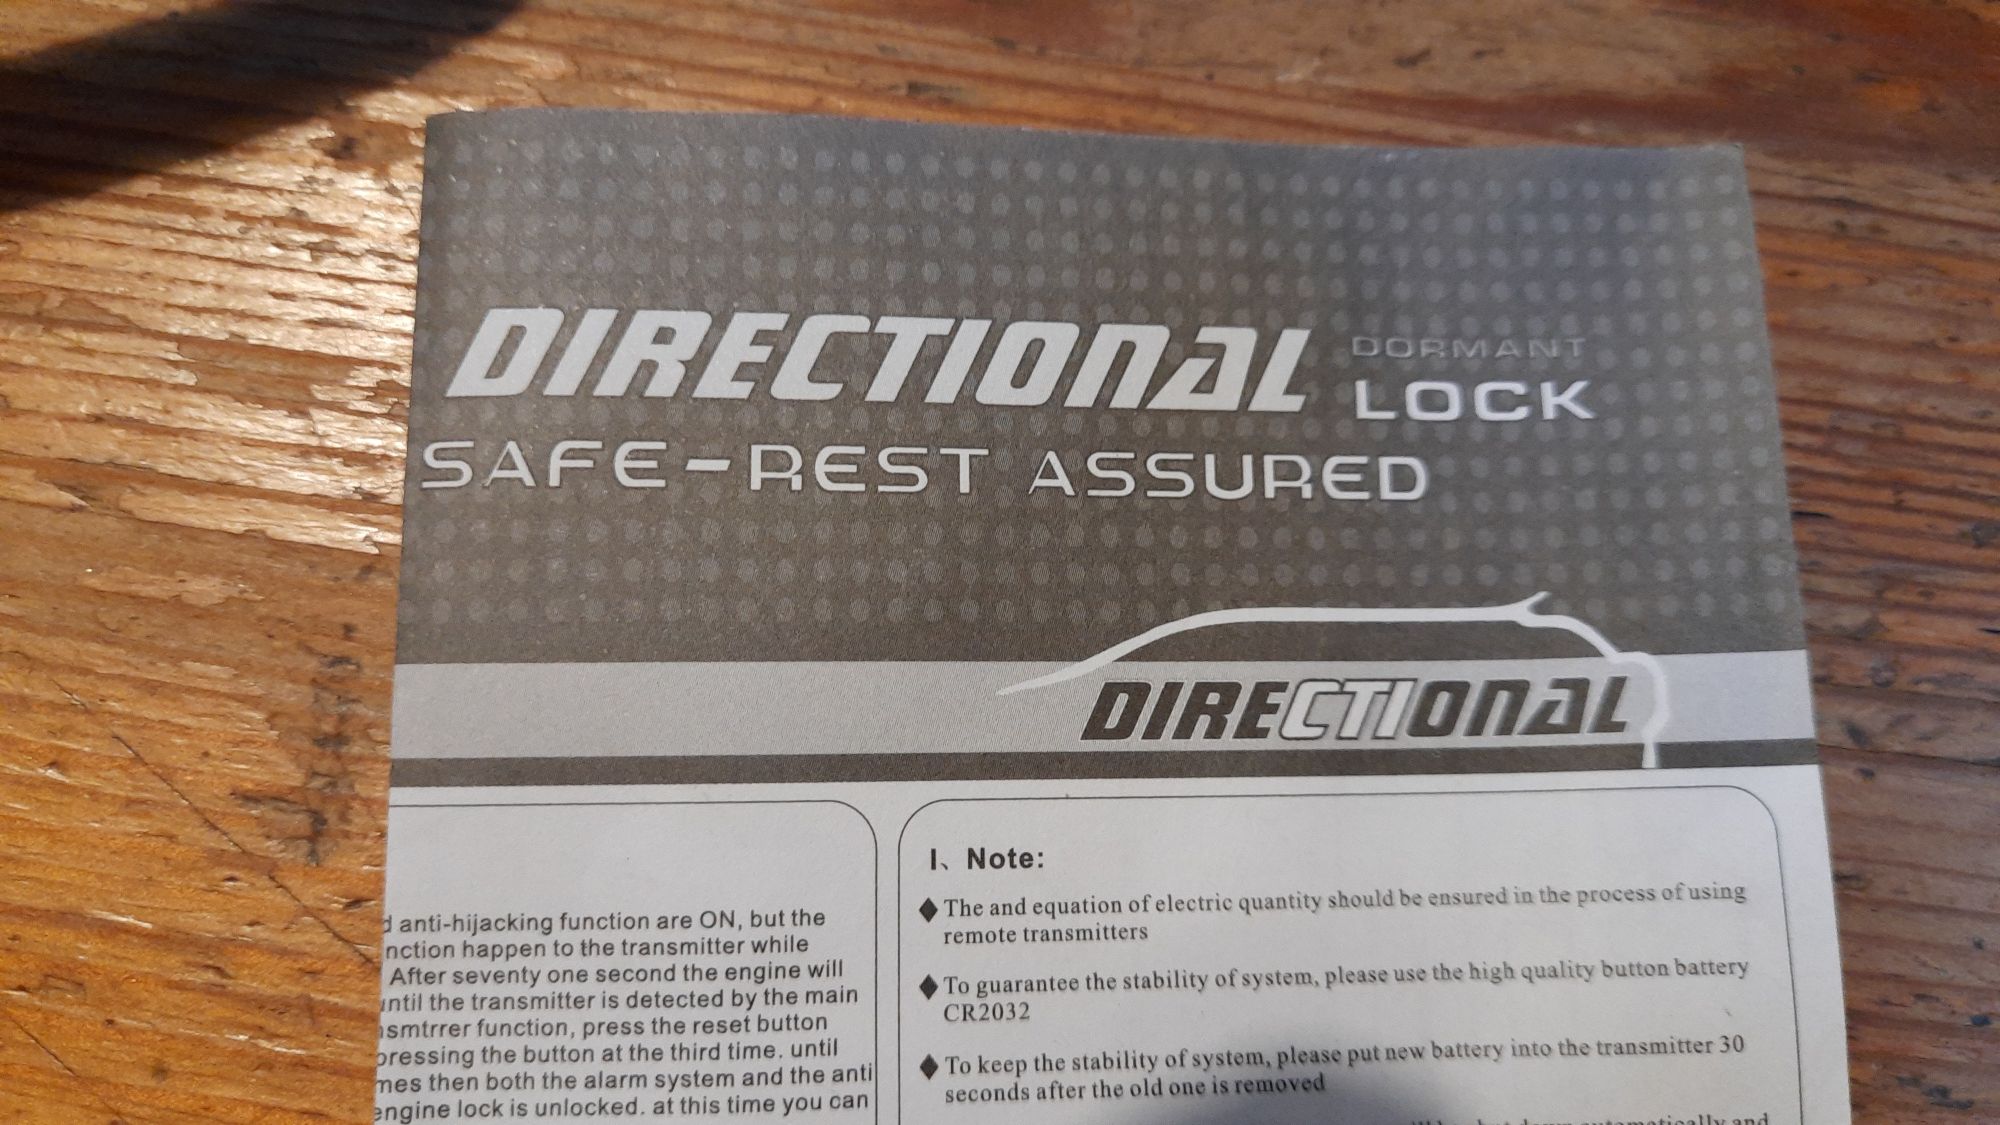 DIRECTIONAL
DORMANT
LOCK
SAFE-REST ASSURED
DIRECTIONAL
anti-hijacking function are ON, but the
happen to the transmitter while
After seventy one second the engine will
the transmitter is detected by the main
function, press the reset button
pressing the button at the third time. until
then both the alarm system and the anti
engine lock is unlocked. at this time you can
I、Note:
◆The and equation of electric quantity should be ensured in the process of using
remote transmitters
◆To guarantee the stability of system, please use the high quality button battery
CR2032
◆To keep the stability of system, please put new battery into the transmitter 30
seconds after the old one is removed
automatically and